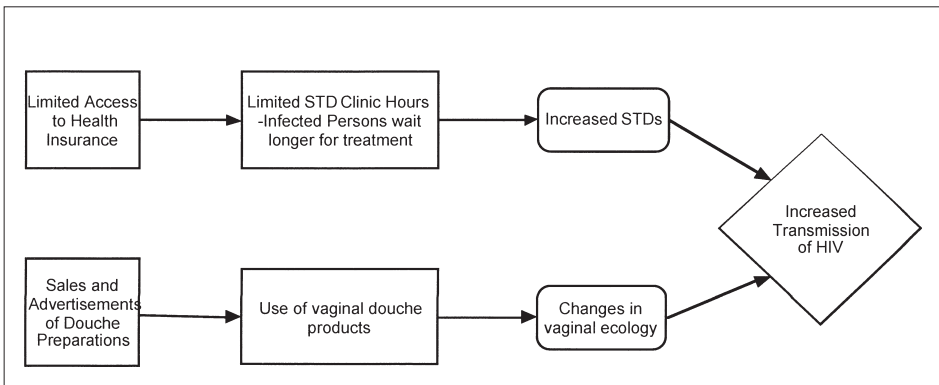 Limited Access
to Health
Insurance
Limited STD Clinic Hours
-Infected Persons wait
longer for treatment
Increased STDs
Increased
Transmission
of HIV
Sales and
Advertisements
of Douche
Preparations
Use of vaginal douche
products
Changes in
vaginal ecology